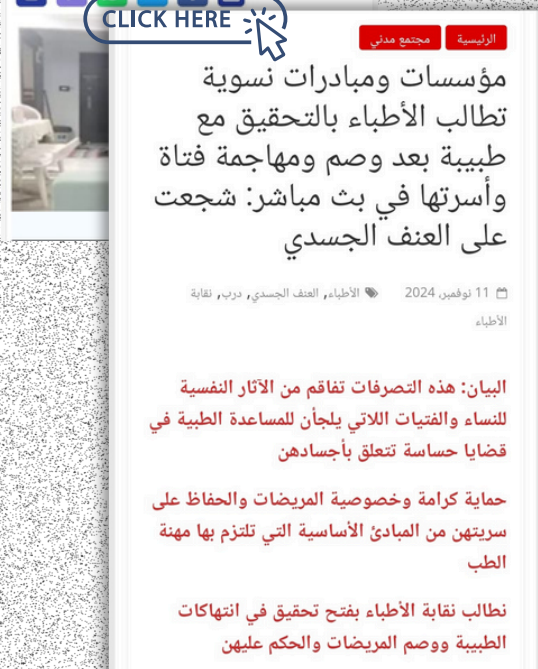 CLICK HERE
الرئيسية
مجتمع مدني
مؤسسات ومبادرات نسوية
تطالب الأطباء بالتحقيق مع
طبيبة بعد وصم ومهاجمة فتاة
وأسرتها في بث مباشر: شجعت
على العنف الجسدي
11 نوفمبر، 2024 الأطباء, العنف الجسدي, درب, نقابة
الأطباء
البيان: هذه التصرفات تفاقم من الآثار النفسية
للنساء والفتيات اللاتي يلجأن للمساعدة الطبية في
قضايا حساسة تتعلق بأجسادهن
حماية كرامة وخصوصية المريضات والحفاظ على
سريتهن من المبادئ الأساسية التي تلتزم بها مهنة
الطب
نطالب نقابة الأطباء بفتح تحقيق في انتهاكات
الطبيبة ووصم المريضات والحكم عليهن